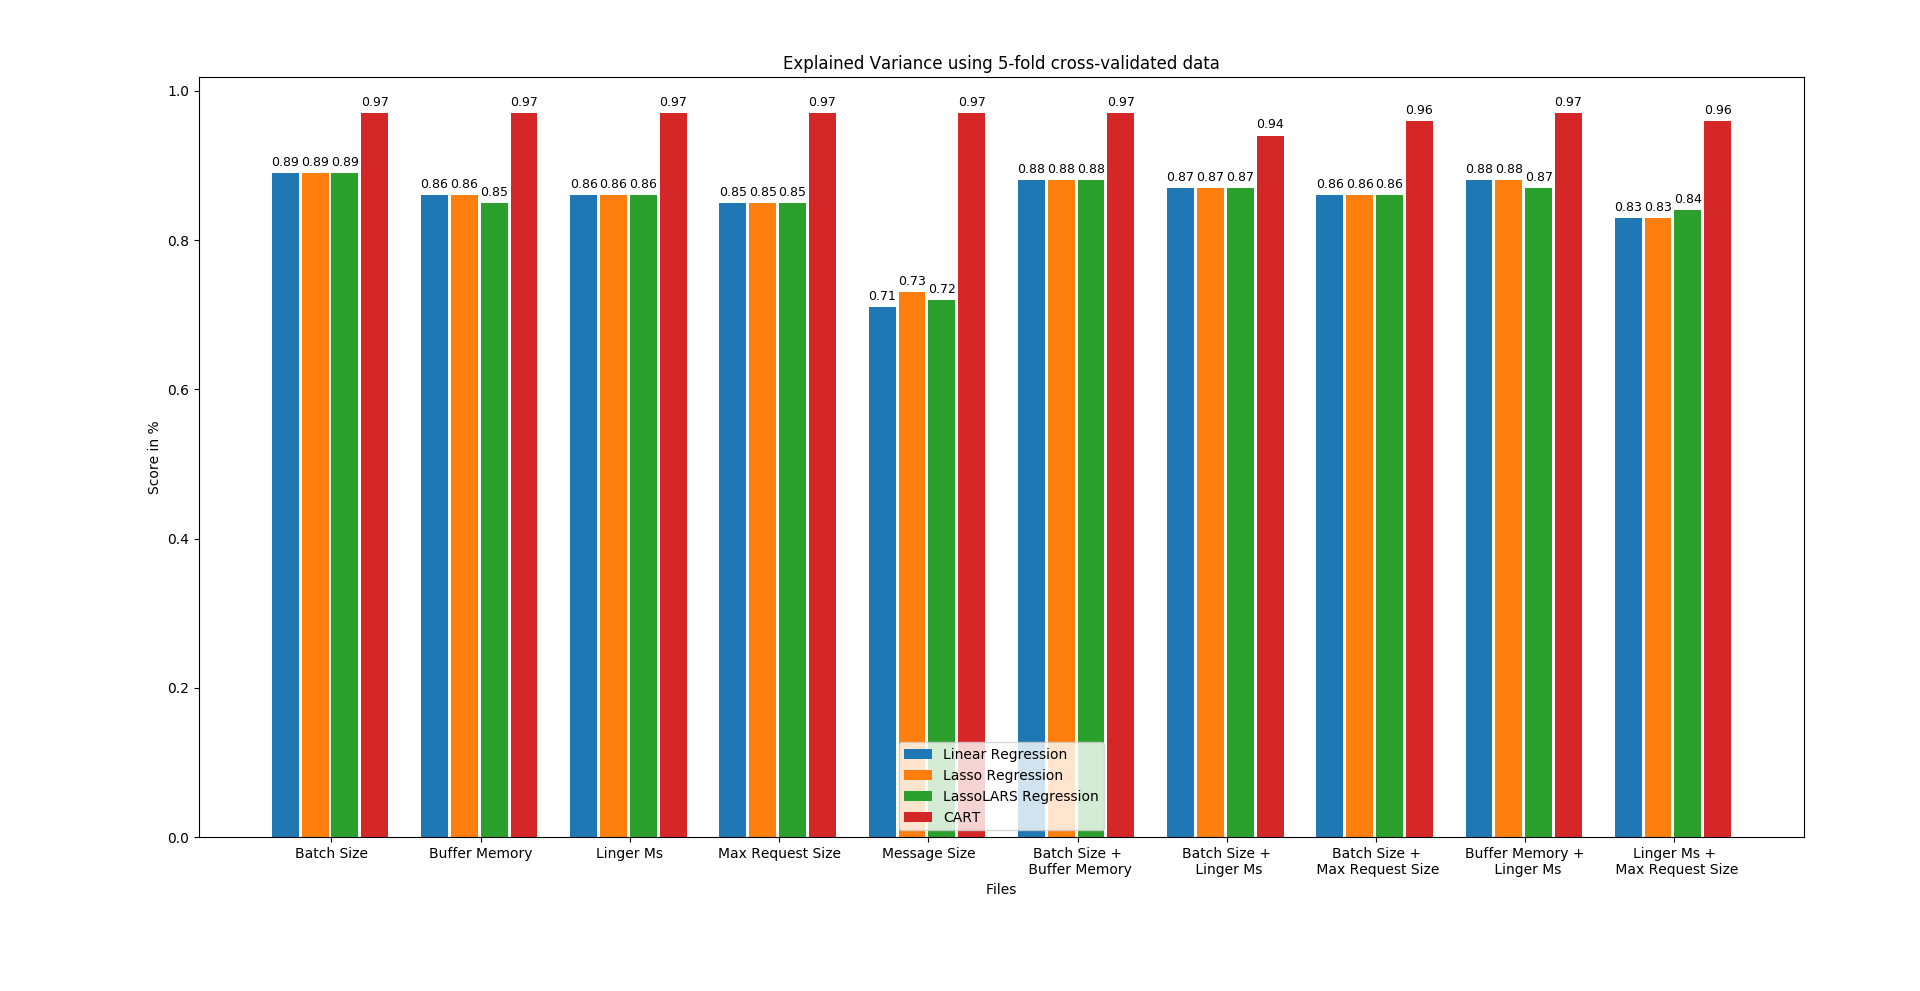 Explained Variance using 5-fold cross-validated data
1.0
0.8
0.6
0.4
0.2
0.0
Score in %
0.89 0.89 0.89 0.97
0.86 0.86 0.85 0.97
0.86 0.86 0.86 0.97
0.85 0.85 0.85 0.97
0.71 0.73 0.72 0.97
0.88 0.88 0.88 0.97
0.87 0.87 0.87 0.94
0.86 0.86 0.86 0.96
0.88 0.88 0.87 0.97
0.83 0.83 0.84 0.96
Linear Regression
Lasso Regression
LassoLARS Regression
CART
Batch Size
Buffer Memory
Linger Ms
Max Request Size
Message Size
Batch Size +
Buffer Memory
Batch Size +
Linger Ms
Batch Size +
Max Request Size
Buffer Memory +
Linger Ms
Linger Ms +
Max Request Size
Files